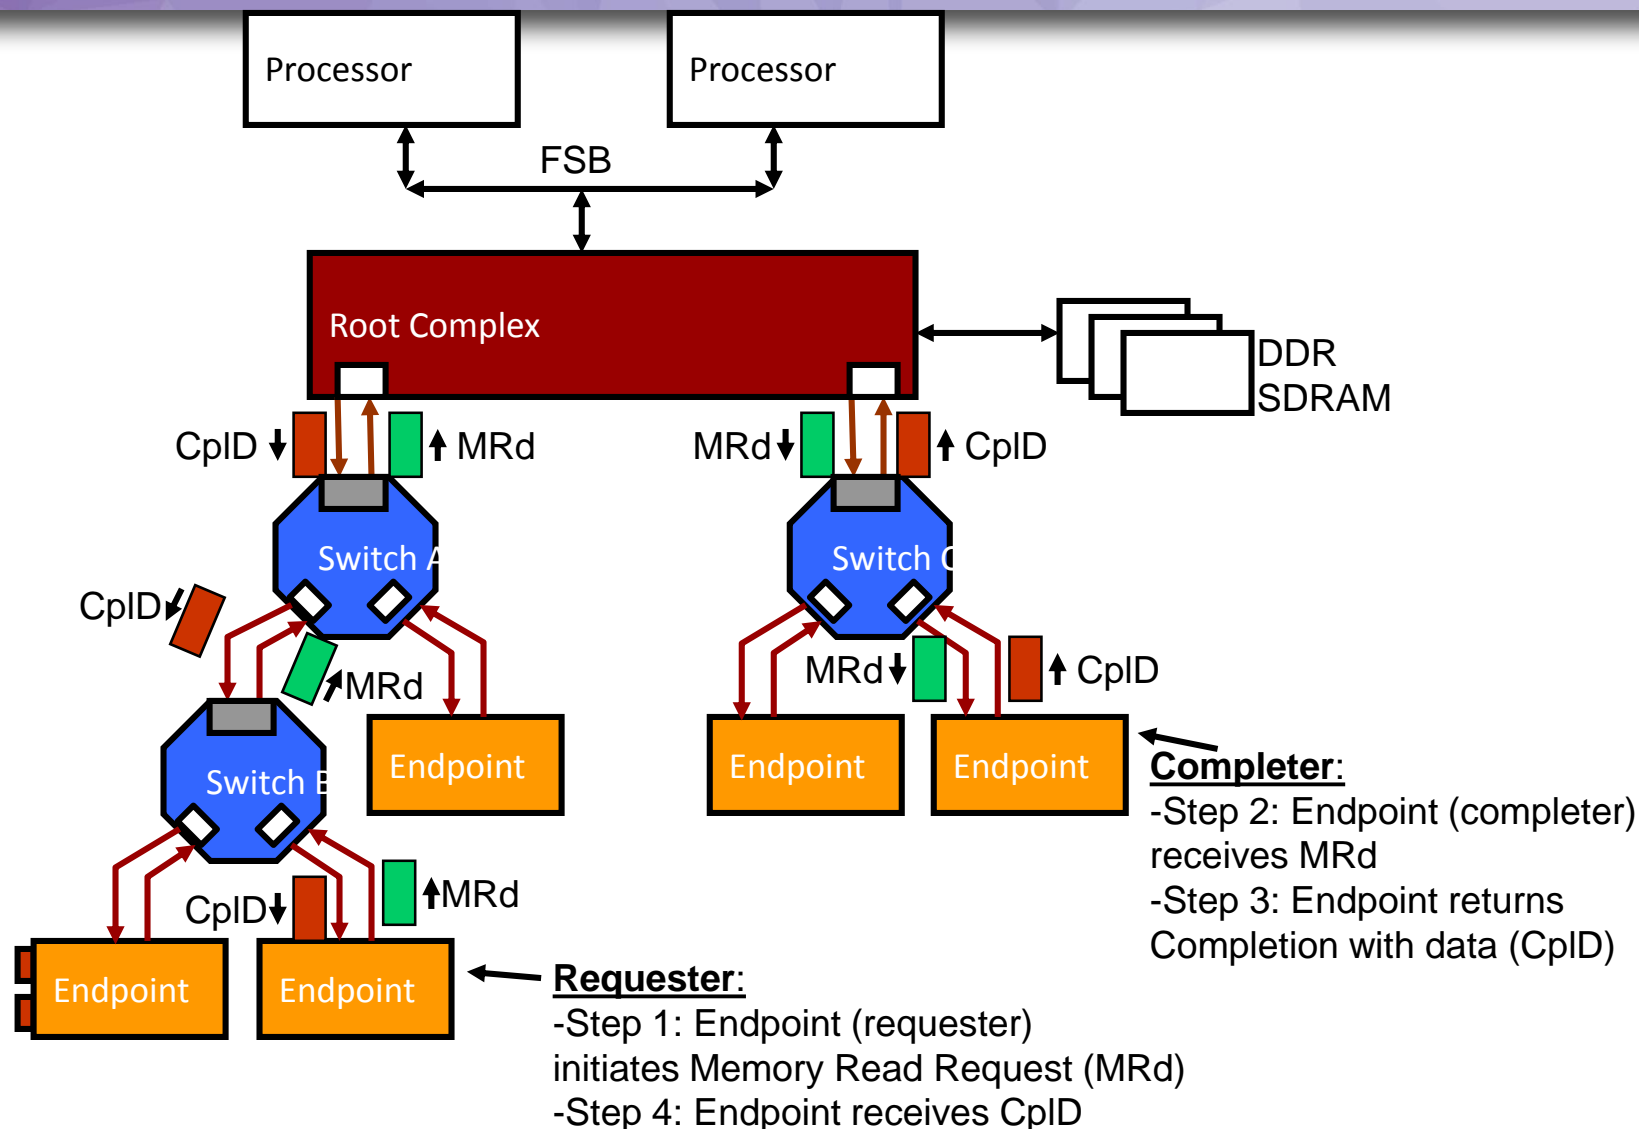 Processor
Processor
FSB
Root Complex
DDR
SDRAM
CplD
MRd
MRd
CplD
Switch A
Switch C
CplD
MRd
MRd
CplD
Switch B
Endpoint
Endpoint
Endpoint
CplD
MRd
Endpoint
Endpoint
Completer:
-Step 2: Endpoint (completer)
receives MRd
-Step 3: Endpoint returns
Completion with data (CplD)
Requester:
-Step 1: Endpoint (requester)
initiates Memory Read Request (MRd)
-Step 4: Endpoint receives CplD